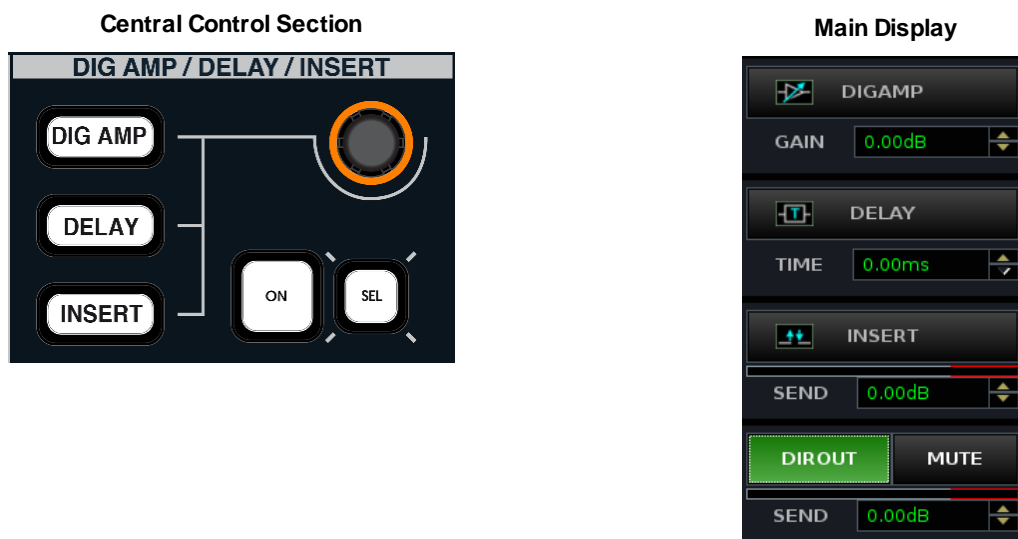 Central Control Section
DIG AMP / DELAY / INSERT
DIG AMP
DELAY
INSERT
ON
SEL
Main Display
DIGAMP
GAIN 0.00dB
T DELAY
TIME 0.00ms
INSERT
SEND 0.00dB
DIROUT MUTE
SEND 0.00dB